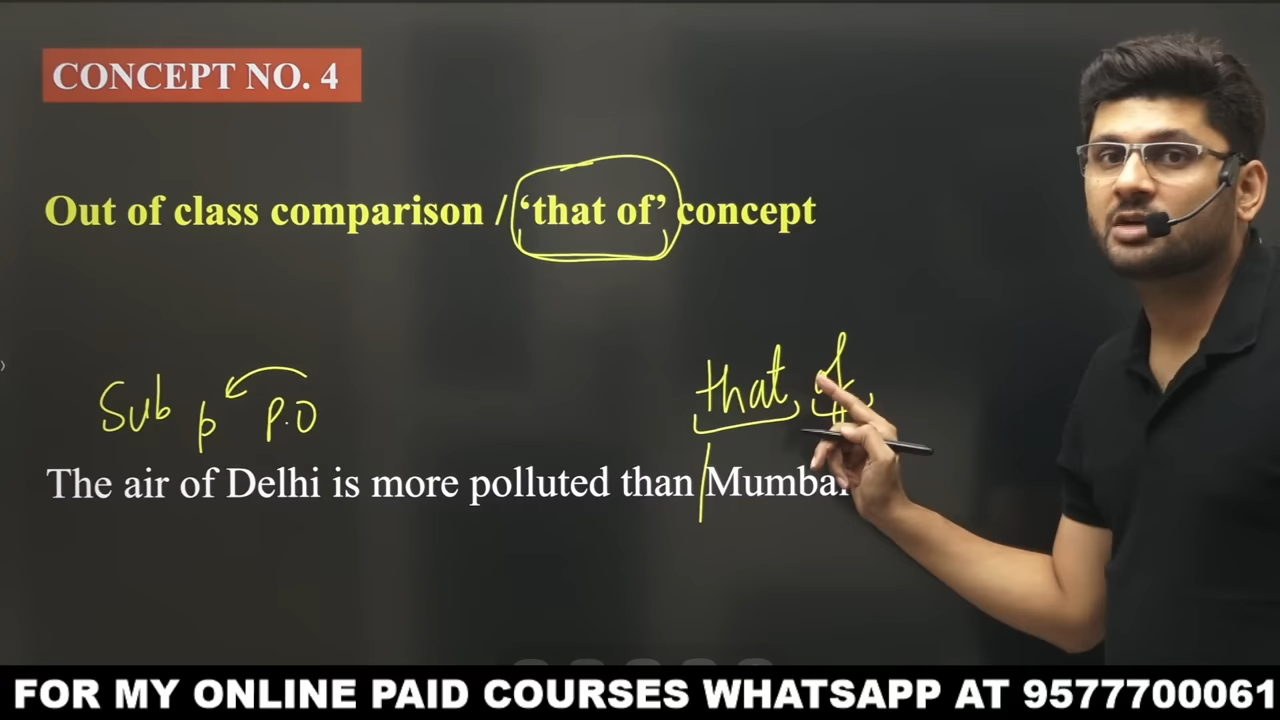 CONCEPT NO. 4
Out of class comparison / ‘that of’ concept
Sub p P.O that of
The air of Delhi is more polluted than Mumbai
FOR MY ONLINE PAID COURSES WHATSAPP AT 9577700061